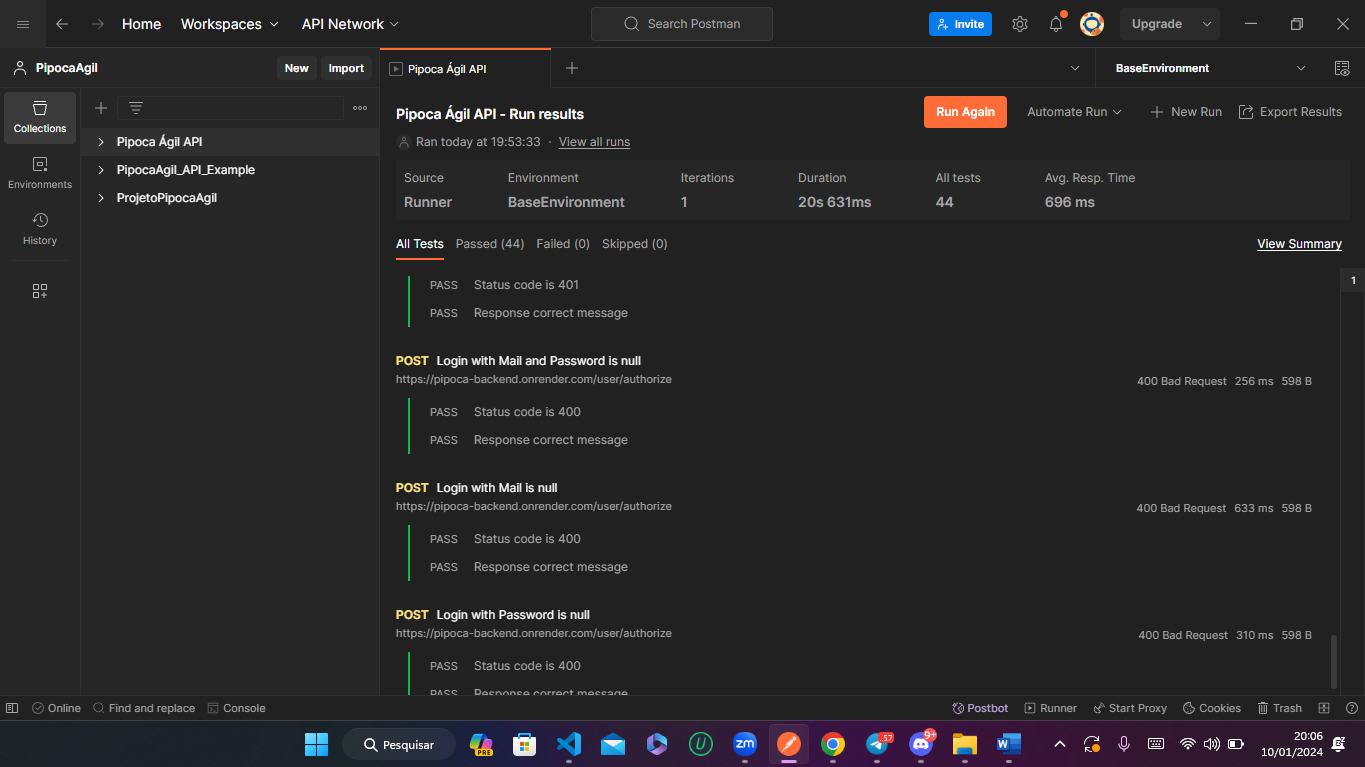 Home Workspaces API Network Search Postman Invite Upgrade
PipocaAgil New Import Pipoca Ágil API BaseEnvironment
Collections
Environments
History
Pipoca Ágil API
PipocaAgil_API_Example
ProjetoPipocaAgil
Pipoca Ágil API - Run results Run Again Automate Run New Run Export Results
Ran today at 19:53:33 · View all runs
Source Environment Iterations Duration All tests Avg. Resp. Time
Runner BaseEnvironment 1 20s 631ms 44 696 ms
All Tests Passed (44) Failed (0) Skipped (0) View Summary
1
PASS Status code is 401
PASS Response correct message
POST Login with Mail and Password is null
https://pipoca-backend.onrender.com/user/authorize
400 Bad Request 256 ms 598 B
PASS Status code is 400
PASS Response correct message
POST Login with Mail is null
https://pipoca-backend.onrender.com/user/authorize
400 Bad Request 633 ms 598 B
PASS Status code is 400
PASS Response correct message
POST Login with Password is null
https://pipoca-backend.onrender.com/user/authorize
400 Bad Request 310 ms 598 B
PASS Status code is 400
PASS Response correct message
Online Find and replace Console Postbot Runner Start Proxy Cookies Trash
Pesquisar
PRE
zm
57
9+
20:06
10/01/2024